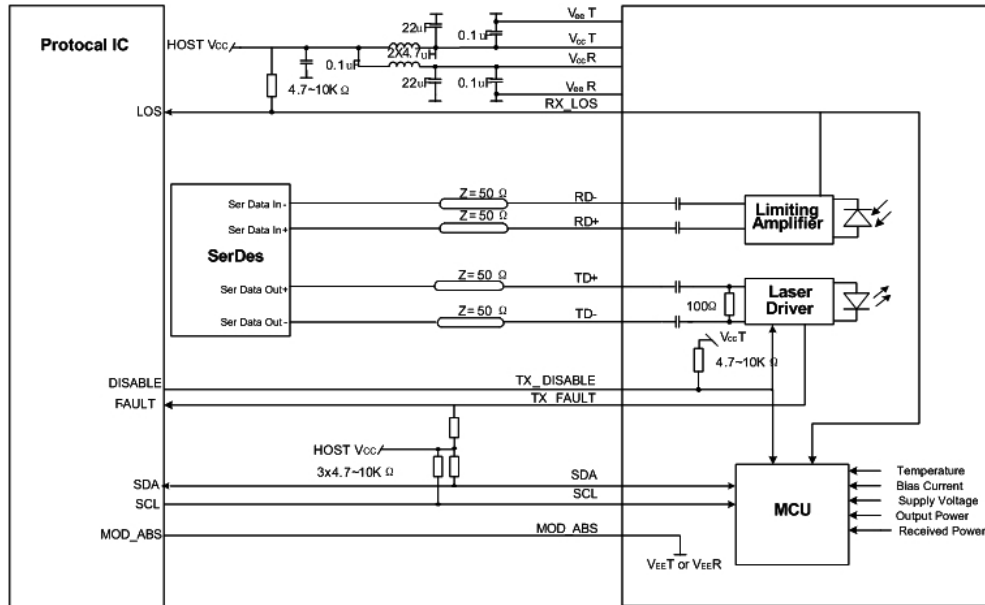 Protocal IC
HOST Vcc
22uF
0.1uF
VeeT
VccT
2X4.7uH
0.1uF
VccR
22uF
0.1uF
VeeR
4.7~10K Ω
LOS
RX_LOS
Ser Data In-
Z=50 Ω
RD-
Ser Data In+
Z=50 Ω
RD+
Limiting
Amplifier
SerDes
Ser Data Out+
Z=50 Ω
TD+
Ser Data Out-
Z=50 Ω
TD-
100Ω
Laser
Driver
VccT
4.7~10K Ω
DISABLE
TX_DISABLE
FAULT
TX_FAULT
HOST Vcc
3x4.7~10K Ω
SDA
SDA
SCL
SCL
MCU
Temperature
Bias Current
Supply Voltage
Output Power
Received Power
MOD_ABS
MOD_ABS
VEET or VEER